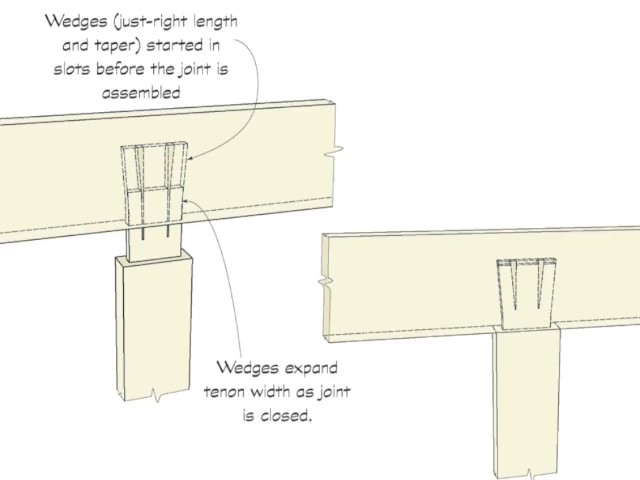 Wedges (just-right length
and taper) started in
slots before the joint is
assembled
Wedges expand
tenon width as joint
is closed.